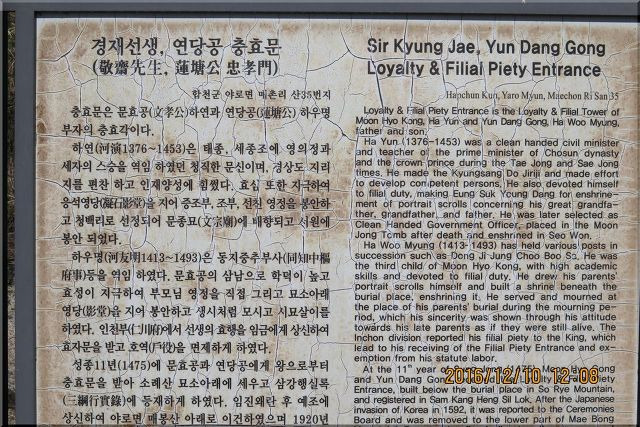 경재선생, 연당공 충효문
(敬齋先生, 蓮塘公 忠孝門)
합천군 야로면 매촌리 산35번지
충효문은 문효공(文孝公)하연과 연당공(蓮塘公) 하우명
부자의 충효각이다.
하연(河演1376~1453)은 태종, 세종조에 영의정과
세자의 스승을 역임 하였던 청직한 문신이며, 경상도 지리
지를 편찬 하고 인재양성에 힘썼다. 효심 또한 지극하여
응석영당(凝石影堂)을 지어 증조부, 조부, 선친 영정을 봉안하
고 청백리로 선정되어 문종묘(文宗廟)에 배향되고 서원에
봉안 되었다.
하우명(河友明1413~1493)은 동지중추부사(同知中樞
府事)등을 역임 하였다. 문효공의 삼남으로 학덕이 높고
효성이 지극하여 부모님 영정을 직접 그리고 묘소아래
영당(影堂)을 지어 봉안하고 생시처럼 모시고 시묘살이를
하였다. 인천부(仁川府)에서 선생의 효행을 임금에게 상신하여
효자문을 받고 호역(戶役)을 면제하게 하였다.
성종11년(1475)에 문효공과 연당공에게 왕으로부터
충효문을 받아 소래산 묘소아래에 세우고 삼강행실록
(三綱行實錄)에 등재하게 하였다. 임진왜란 후 예조에
상신하여 야로면 매봉산 아래로 이건하였으며 1920년
Sir Kyung Jae, Yun Dang Gong
Loyalty & Filial Piety Entrance
Hapchun Kun, Yaro Myun, Maechon Ri San 35
Loyalty & Filial Piety Entrance is the Loyalty & Filial Tower of
Moon Hyo Kong, Ha Yun and Yun Dang Gong, Ha Woo Myung,
father and son.
Ha Yun (1376-1453) was a clean handed civil minister
and teacher of the prime minister of Chosun dynasty
and the crown prince during the Tae Jong and Sae Jong
times. He made the Kyungsang Do Jiriji and made effort
to develop competent persons. He also devoted himself
to filial duty, making Eung Suk Young Dang for enshrine-
ment of portrait scrolls concerning his great grandfa-
ther, grandfather, and father. He was later selected as
Clean Handed Government Officer, placed in the Moon
Jong Tomb after death and enshrined in Seo Won.
Ha Woo Myung (1413-1493) has held various posts in
succession such as Dong Ji Jung Choo Boo Sa. He was
the third child of Moon Hyo Kong, with high academic
skills and devoted to filial duty. He drew his parents'
portrait scrolls himself and built a shrine beneath the
burial place, enshrining it. He served and mourned at
the place of his parents' burial during the mourning pe-
riod, which his sincerity was shown through his attitude
towards his late parents as if they were still alive. The
Inchon division reported his filial piety to the King, which
lead to his receiving of the Filial Piety Entrance and ex-
emption from his statute labor.
At the 11th year of Moon Hyo Gong
and Yun Dang Gong Piety
Entrance, built below the burial place in So Rye Mountain,
and registered in Sam Kang Heng Sil Lok. After the Japanese
invasion of Korea in 1592, it was reported to the Ceremonies
Board and was removed to the lower part of Mae Bong
2016/12/10 12:08